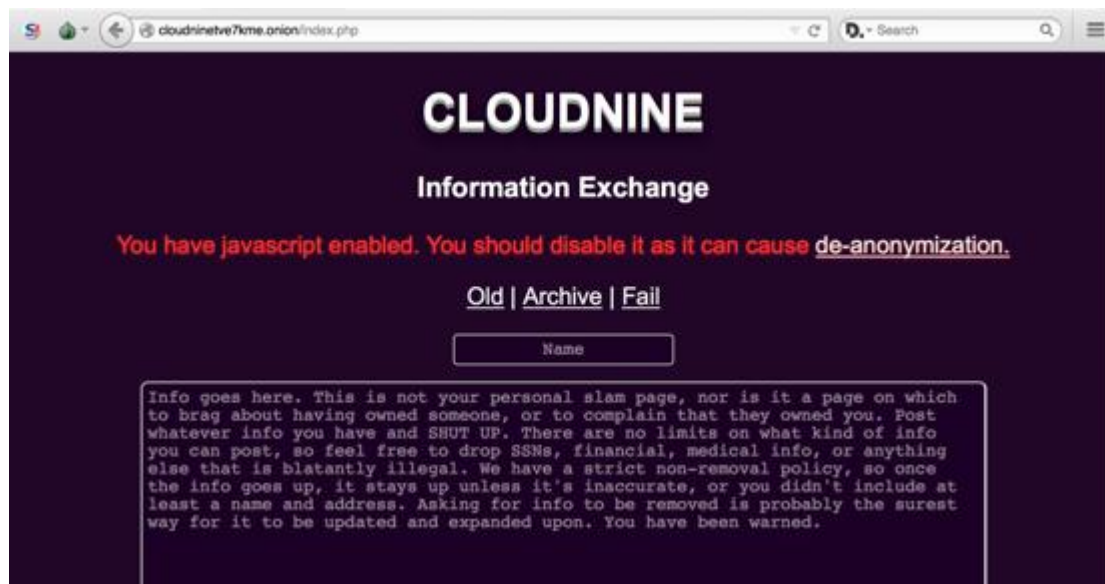 cloudninetve7kme.onion/index.php
Search
CLOUDNINE
Information Exchange
You have javascript enabled. You should disable it as it can cause de-anonymization.
Old | Archive | Fail
Name
Info goes here. This is not your personal slam page, nor is it a page on which
to brag about having owned someone, or to complain that they owned you. Post
whatever info you have and SHUT UP. There are no limits on what kind of info
you can post, so feel free to drop SSNs, financial, medical info, or anything
else that is blatantly illegal. We have a strict non-removal policy, so once
the info goes up, it stays up unless it's inaccurate, or you didn't include at
least a name and address. Asking for info to be removed is probably the surest
way for it to be updated and expanded upon. You have been warned.